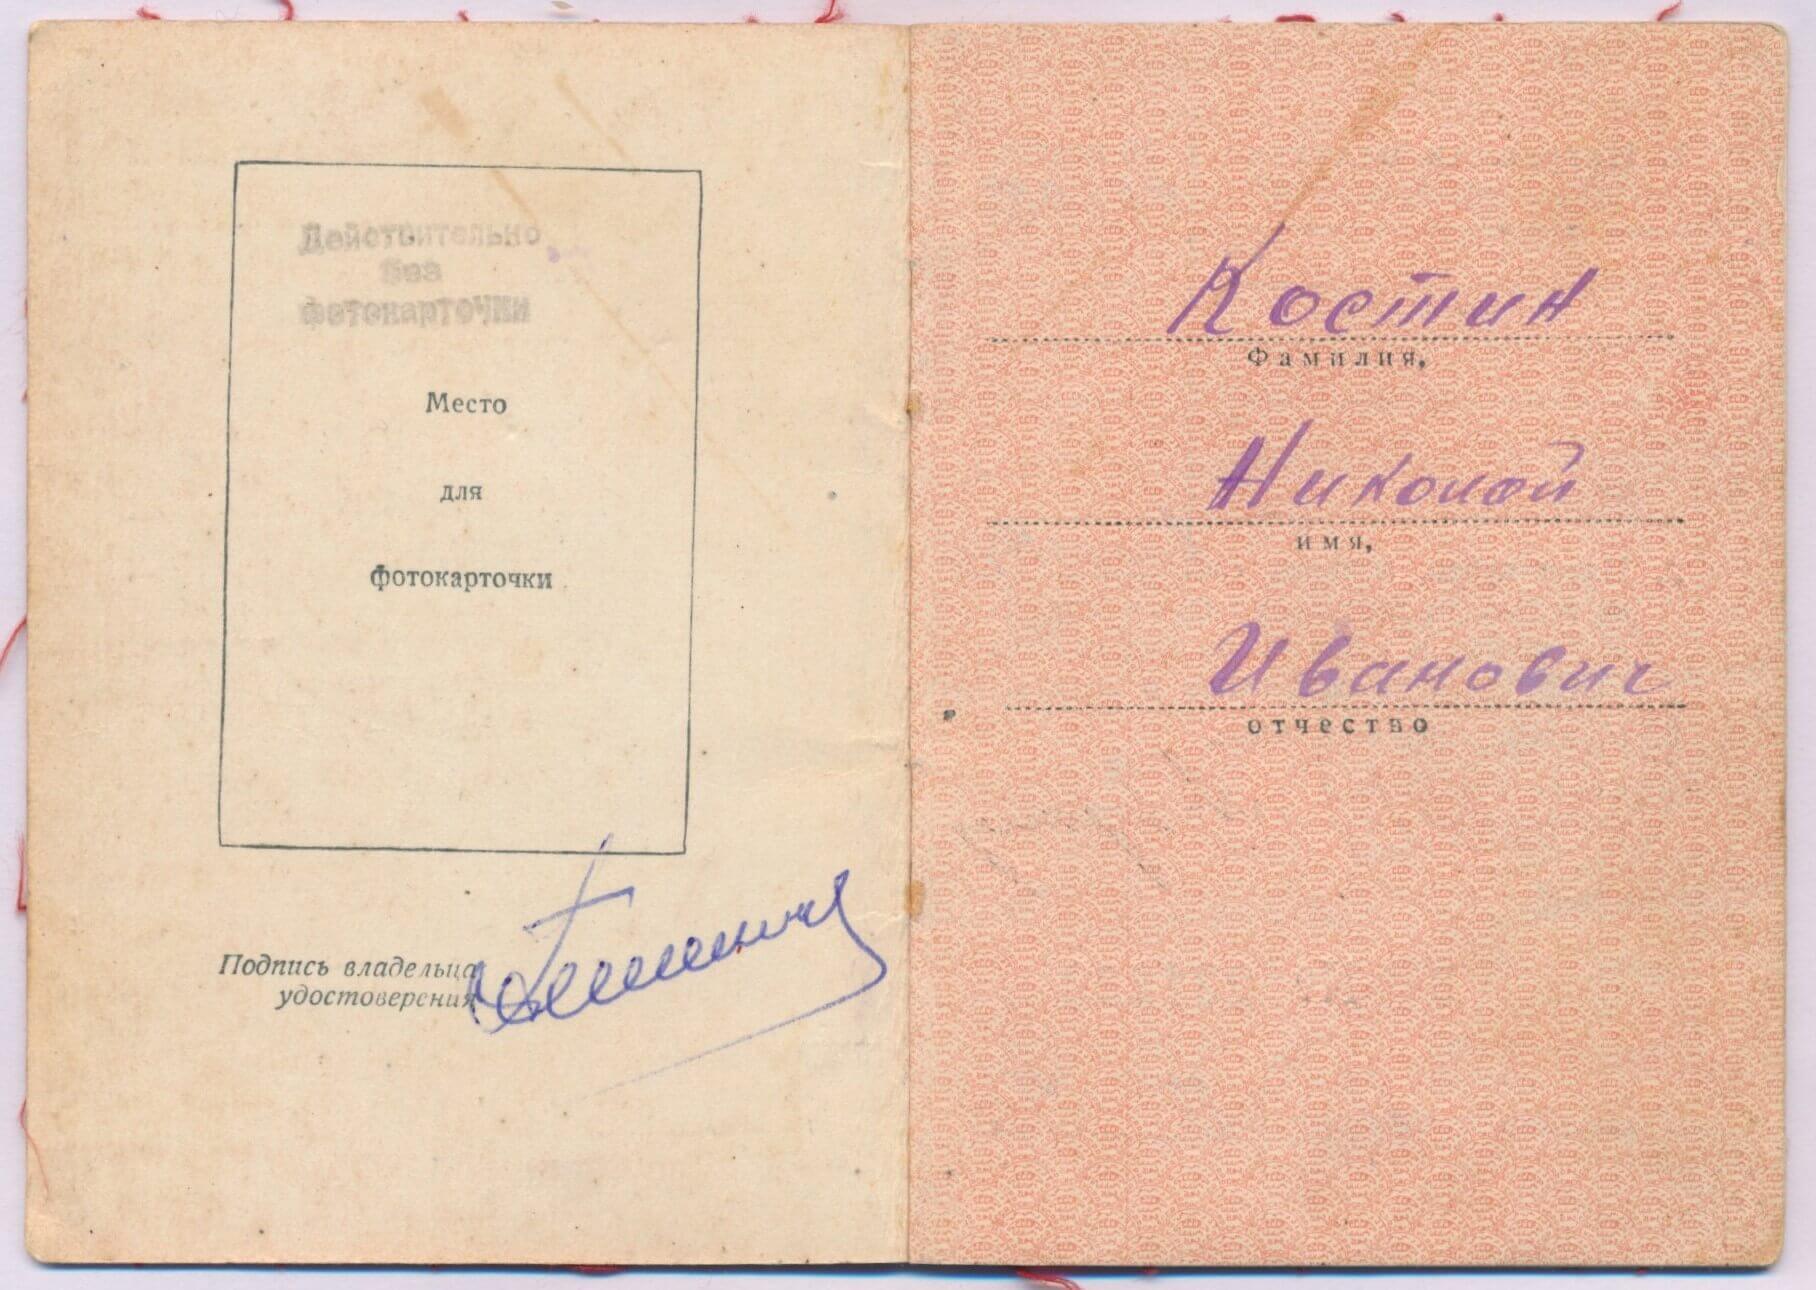 Действительно
без
фотокарточки
Место
для
фотокарточки
Подпись владельца
удостоверения
Костин
Фамилия,
Николай
имя,
Иванович
отчество